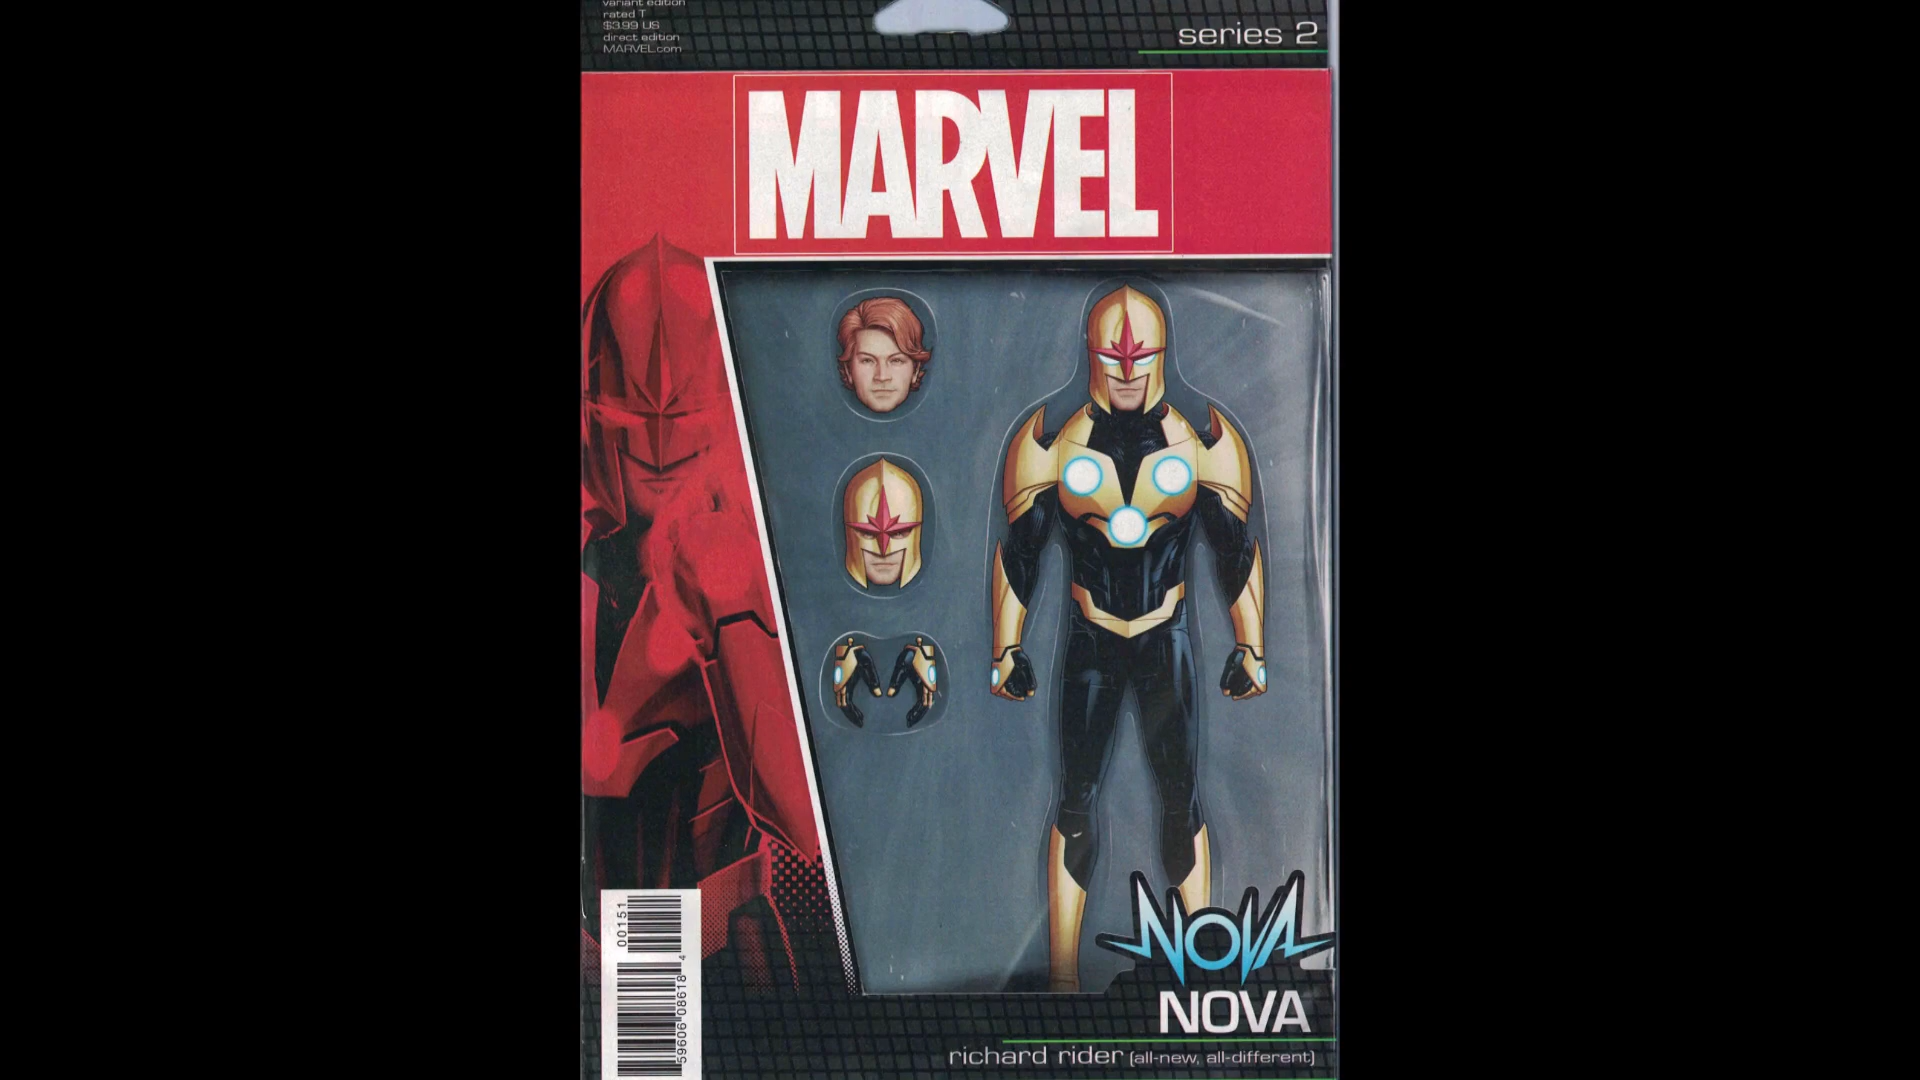 variant edition
rated T
$3.99 US
direct edition
MARVEL.com
series 2
MARVEL
00151
59606 08618 4
NOVA
NOVA
richard rider (all-new, all-different)